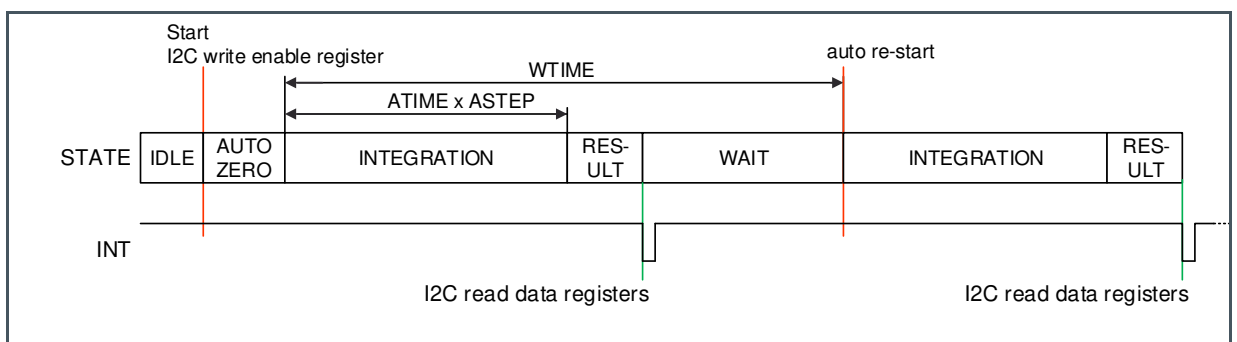 Start
I2C write enable register
auto re-start
WTIME
ATIME x ASTEP
STATE
IDLE
AUTO
ZERO
INTEGRATION
RES-
ULT
WAIT
INTEGRATION
RES-
ULT
INT
I2C read data registers
I2C read data registers